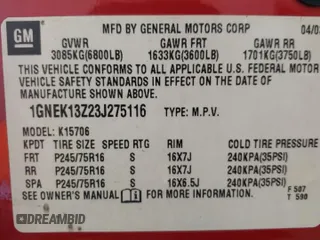 GM
MFD BY GENERAL MOTORS CORP 04/0
GVWR GAWR FRT GAWR RR
3085KG(6800LB) 1633KG(3600LB) 1701KG(3750LB)
THIS VEHICLE CONFORMS TO ALL APPLICABLE U.S. FEDERAL MOTOR
VEHICLE SAFETY STANDARDS IN EFFECT ON THE DATE OF
MANUFACTURE SHOWN ABOVE.
1GNEK13Z23J275116 TYPE: M.P.V.
MODEL: K15706
KPDT TIRE SIZE SPEED RTG RIM COLD TIRE PRESSURE
FRT P245/75R16 S 16X7J 240KPA(35PSI)
RR P245/75R16 S 16X7J 240KPA(35PSI)
SPA P245/75R16 S 16X6.5J 240KPA(35PSI)
SEE OWNER'S MANUAL FOR MORE INFORMATION.
F 507
T 590
DREAMBID